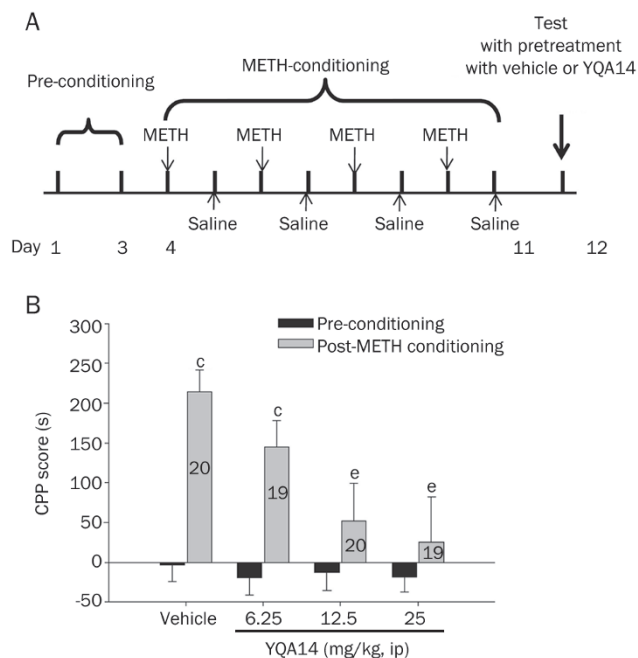 A
Test
with pretreatment
with vehicle or YQA14
METH-conditioning
Pre-conditioning
METH METH METH METH
Saline Saline Saline Saline
Day 1 3 4 11 12
B
Pre-conditioning
Post-METH conditioning
CPP score (s)
300
250
200
150
100
50
0
-50
c
c
e
e
20
19
20
19
Vehicle 6.25 12.5 25
YQA14 (mg/kg, ip)